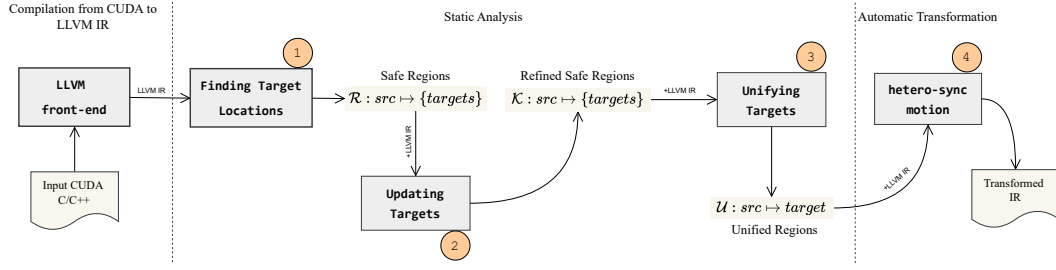 Compilation from CUDA to
LLVM IR
Static Analysis
Automatic Transformation
LLVM
front-end
LLVM IR
Input CUDA
C/C++
1
Finding Target
Locations
Safe Regions
ℛ : src ↦ {targets}
+LLVM IR
Updating
Targets
2
Refined Safe Regions
𝒦 : src ↦ {targets}
+LLVM IR
3
Unifying
Targets
𝒰 : src ↦ target
Unified Regions
+LLVM IR
4
hetero-sync
motion
Transformed
IR